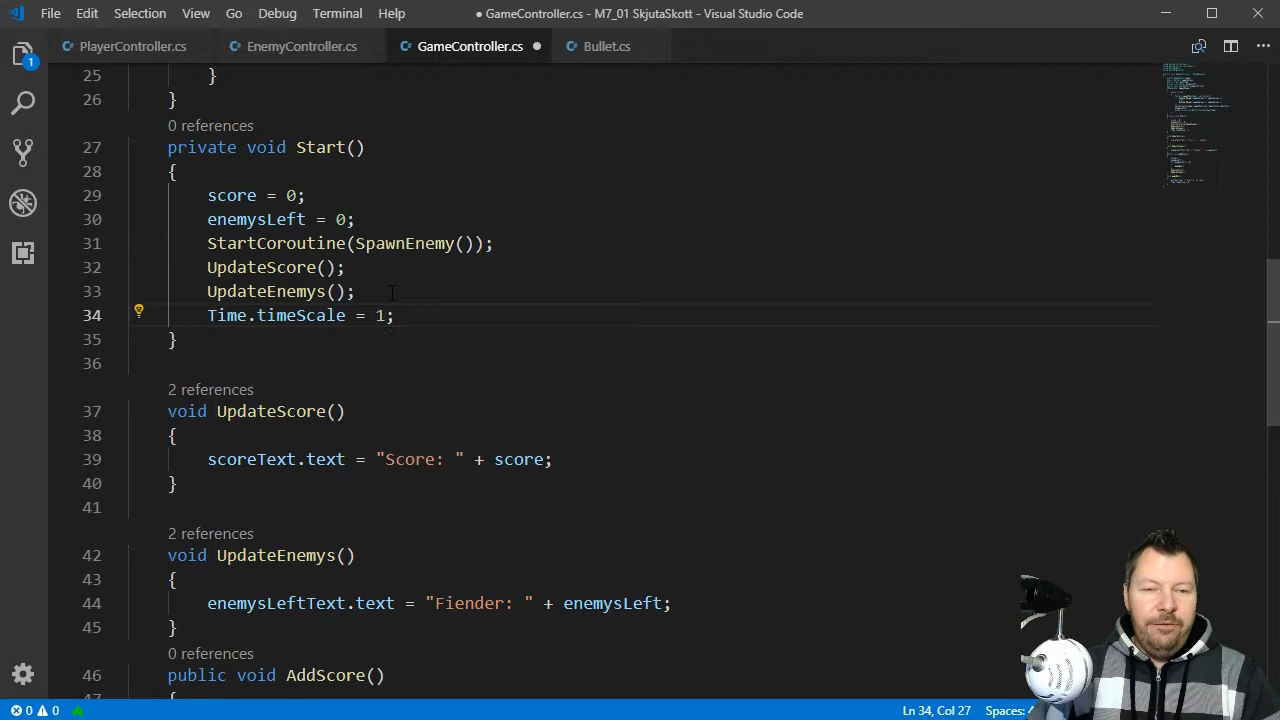 File Edit Selection View Go Debug Terminal Help
● GameController.cs - M7_01 SkjutaSkott - Visual Studio Code
PlayerController.cs EnemyController.cs GameController.cs Bullet.cs
1
25 }
26 }
0 references
27 private void Start()
28 {
29 score = 0;
30 enemysLeft = 0;
31 StartCoroutine(SpawnEnemy());
32 UpdateScore();
33 UpdateEnemys();
34 Time.timeScale = 1;
35 }
36
2 references
37 void UpdateScore()
38 {
39 scoreText.text = "Score: " + score;
40 }
41
2 references
42 void UpdateEnemys()
43 {
44 enemysLeftText.text = "Fiender: " + enemysLeft;
45 }
0 references
46 public void AddScore()
47 {
0 0 Ln 34, Col 27 Spaces: